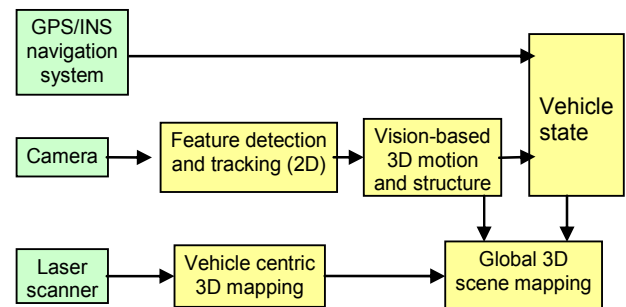 GPS/INS
navigation
system
Vehicle
state
Camera
Feature detection
and tracking (2D)
Vision-based
3D motion
and structure
Laser
scanner
Vehicle centric
3D mapping
Global 3D
scene mapping